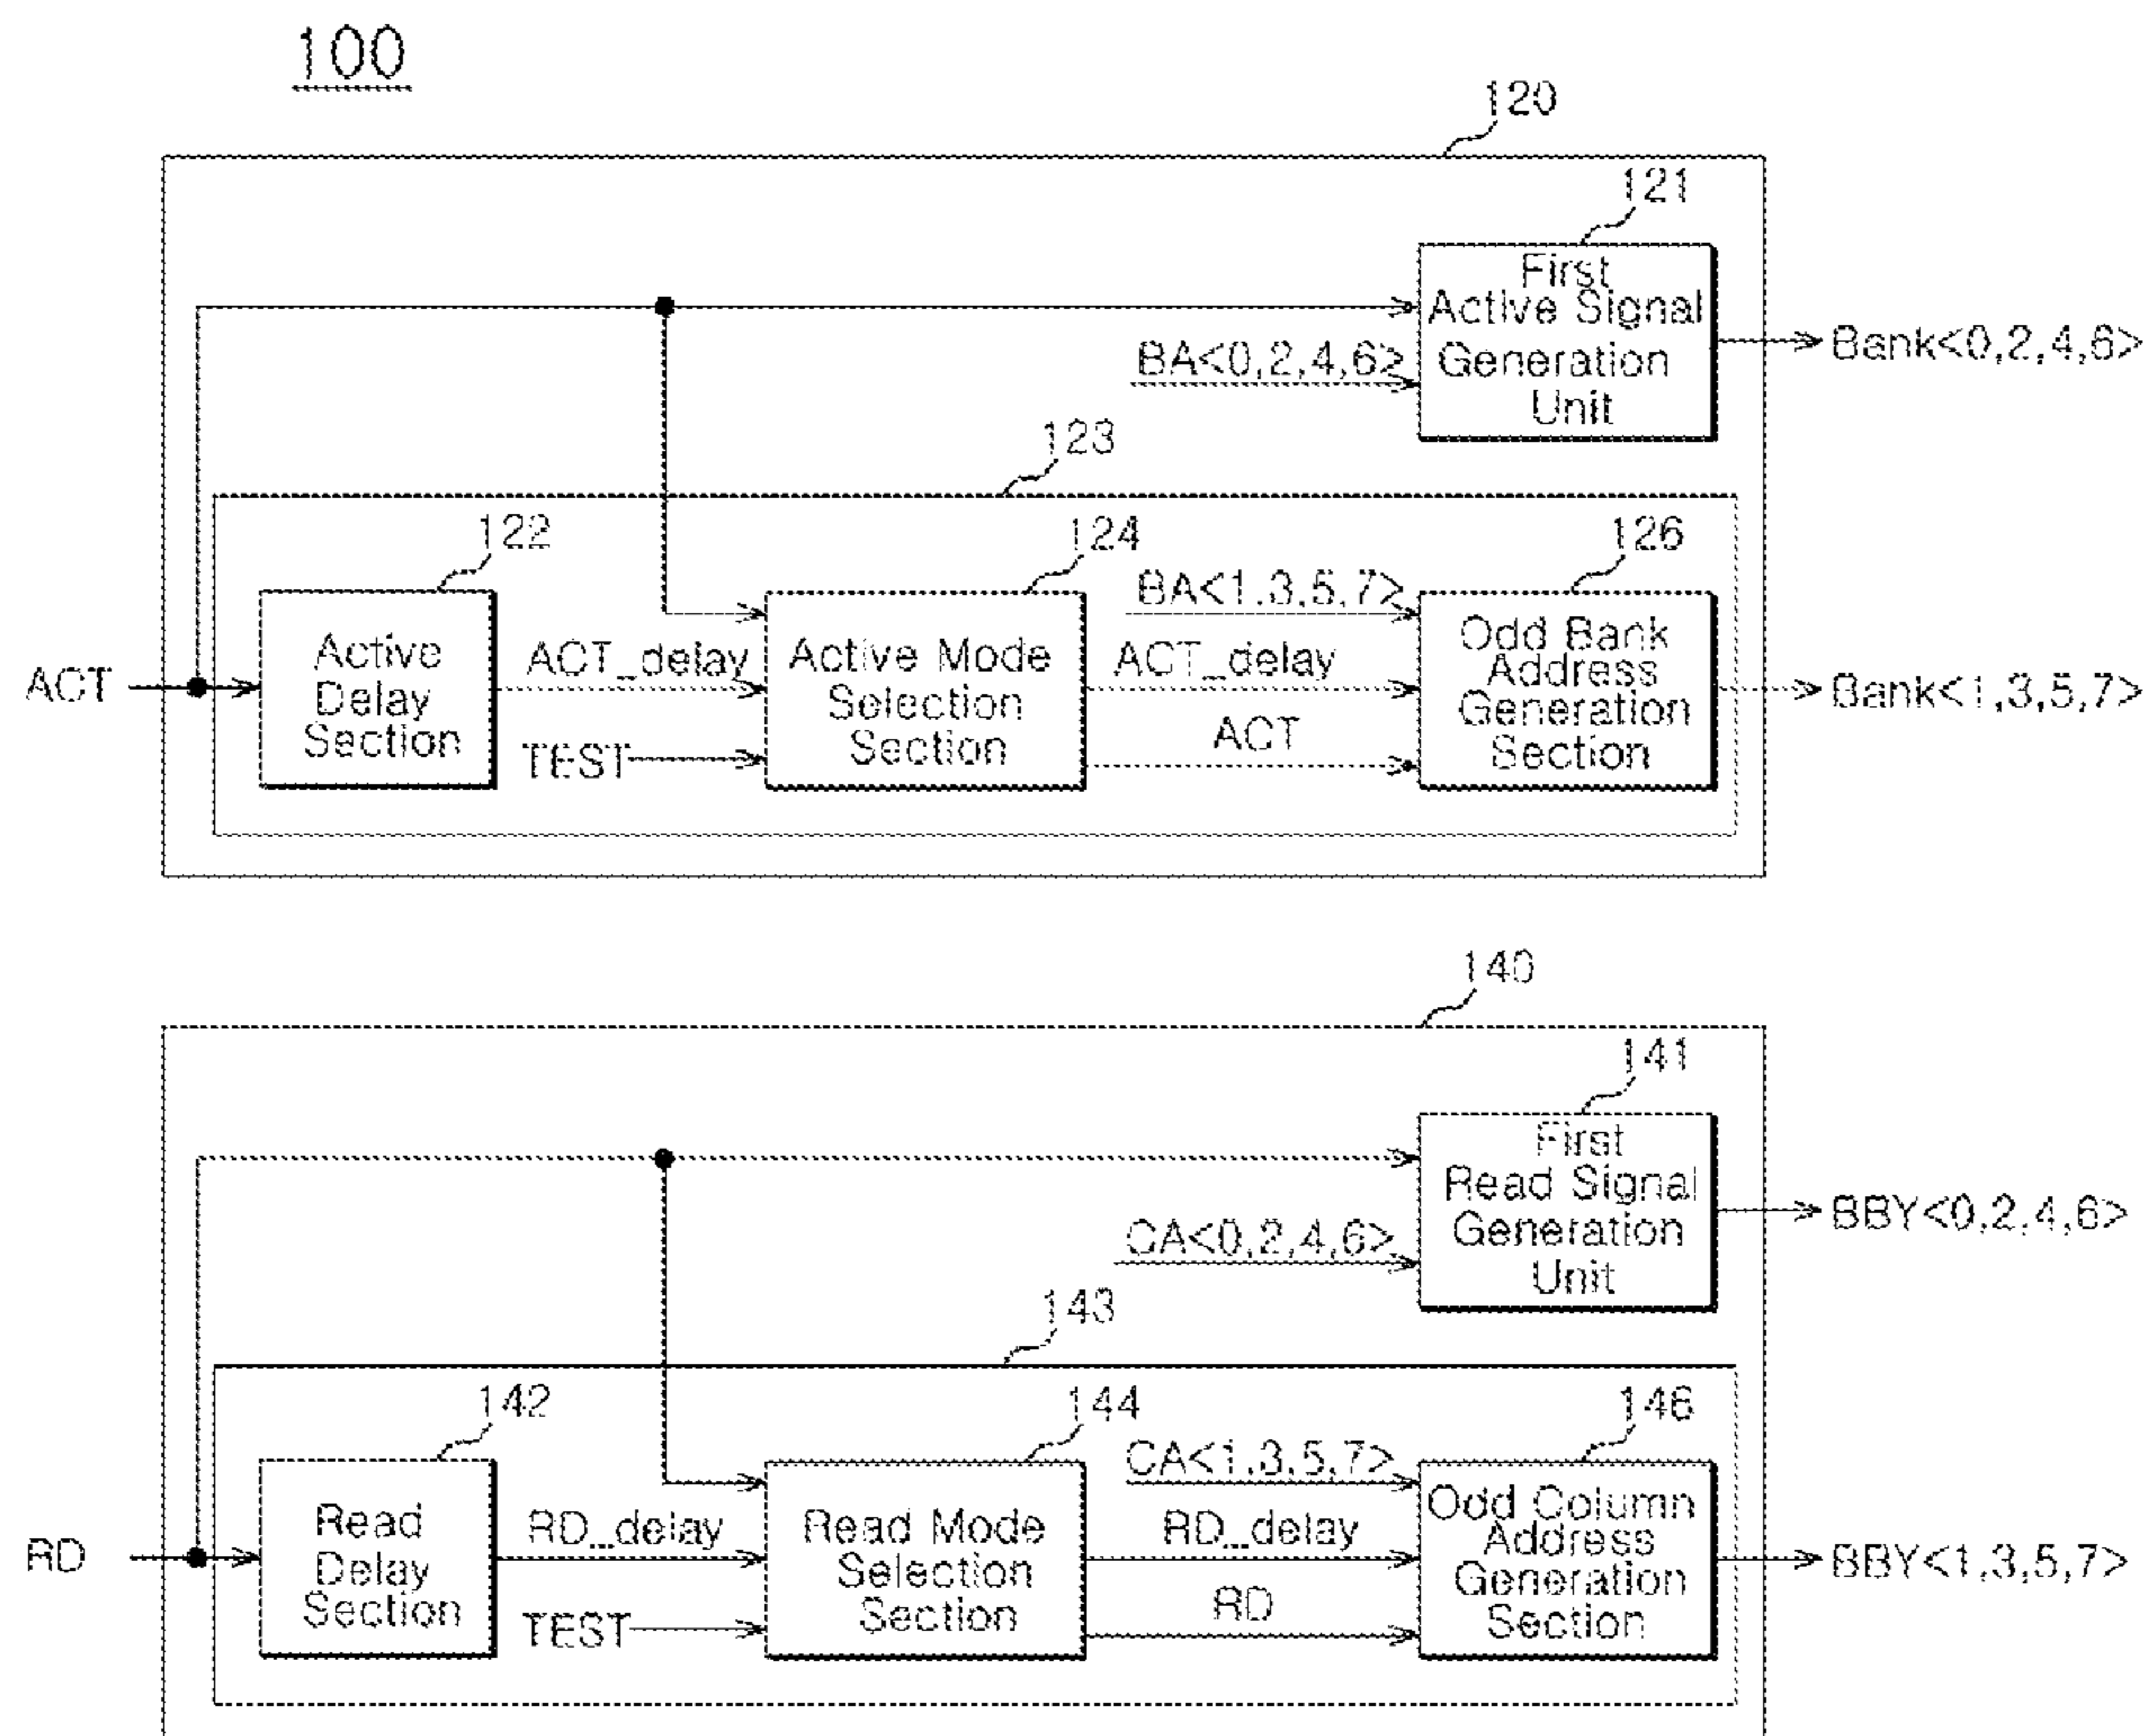 100
120
121
First
Active Signal
Generation
Unit
BA<0,2,4,6>
Bank<0,2,4,6>
123
122
124
126
BA<1,3,5,7>
ACT
Active
Delay
Section
ACT_delay
TEST
Active Mode
Selection
Section
ACT_delay
ACT
Odd Bank
Address
Generation
Section
Bank<1,3,5,7>
140
141
First
Read Signal
Generation
Unit
CA<0,2,4,6>
BBY<0,2,4,6>
143
142
144
146
CA<1,3,5,7>
RD
Read
Delay
Section
RD_delay
TEST
Read Mode
Selection
Section
RD_delay
RD
Odd Column
Address
Generation
Section
BBY<1,3,5,7>